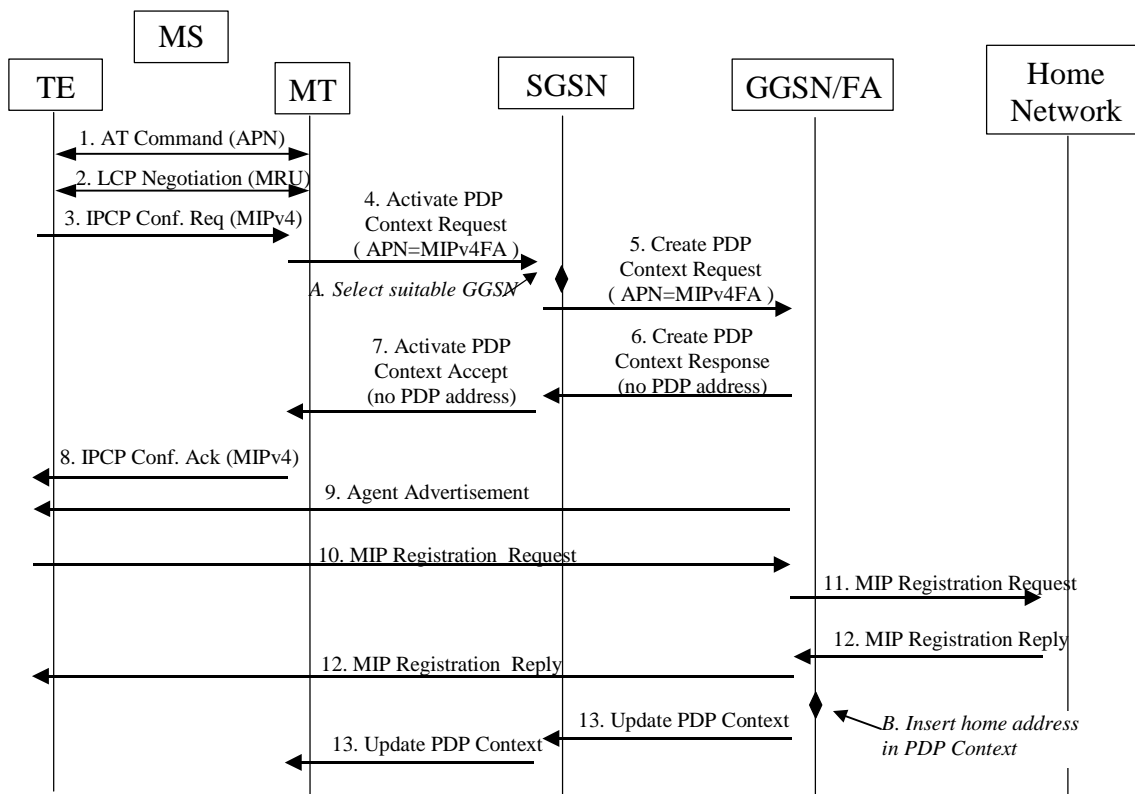 MS
TE
MT
SGSN
GGSN/FA
Home
Network
1. AT Command (APN)
2. LCP Negotiation (MRU)
3. IPCP Conf. Req (MIPv4)
4. Activate PDP
Context Request
( APN=MIPv4FA )
A. Select suitable GGSN
5. Create PDP
Context Request
( APN=MIPv4FA )
6. Create PDP
Context Response
(no PDP address)
7. Activate PDP
Context Accept
(no PDP address)
8. IPCP Conf. Ack (MIPv4)
9. Agent Advertisement
10. MIP Registration Request
11. MIP Registration Request
12. MIP Registration Reply
12. MIP Registration Reply
13. Update PDP Context
B. Insert home address
in PDP Context
13. Update PDP Context